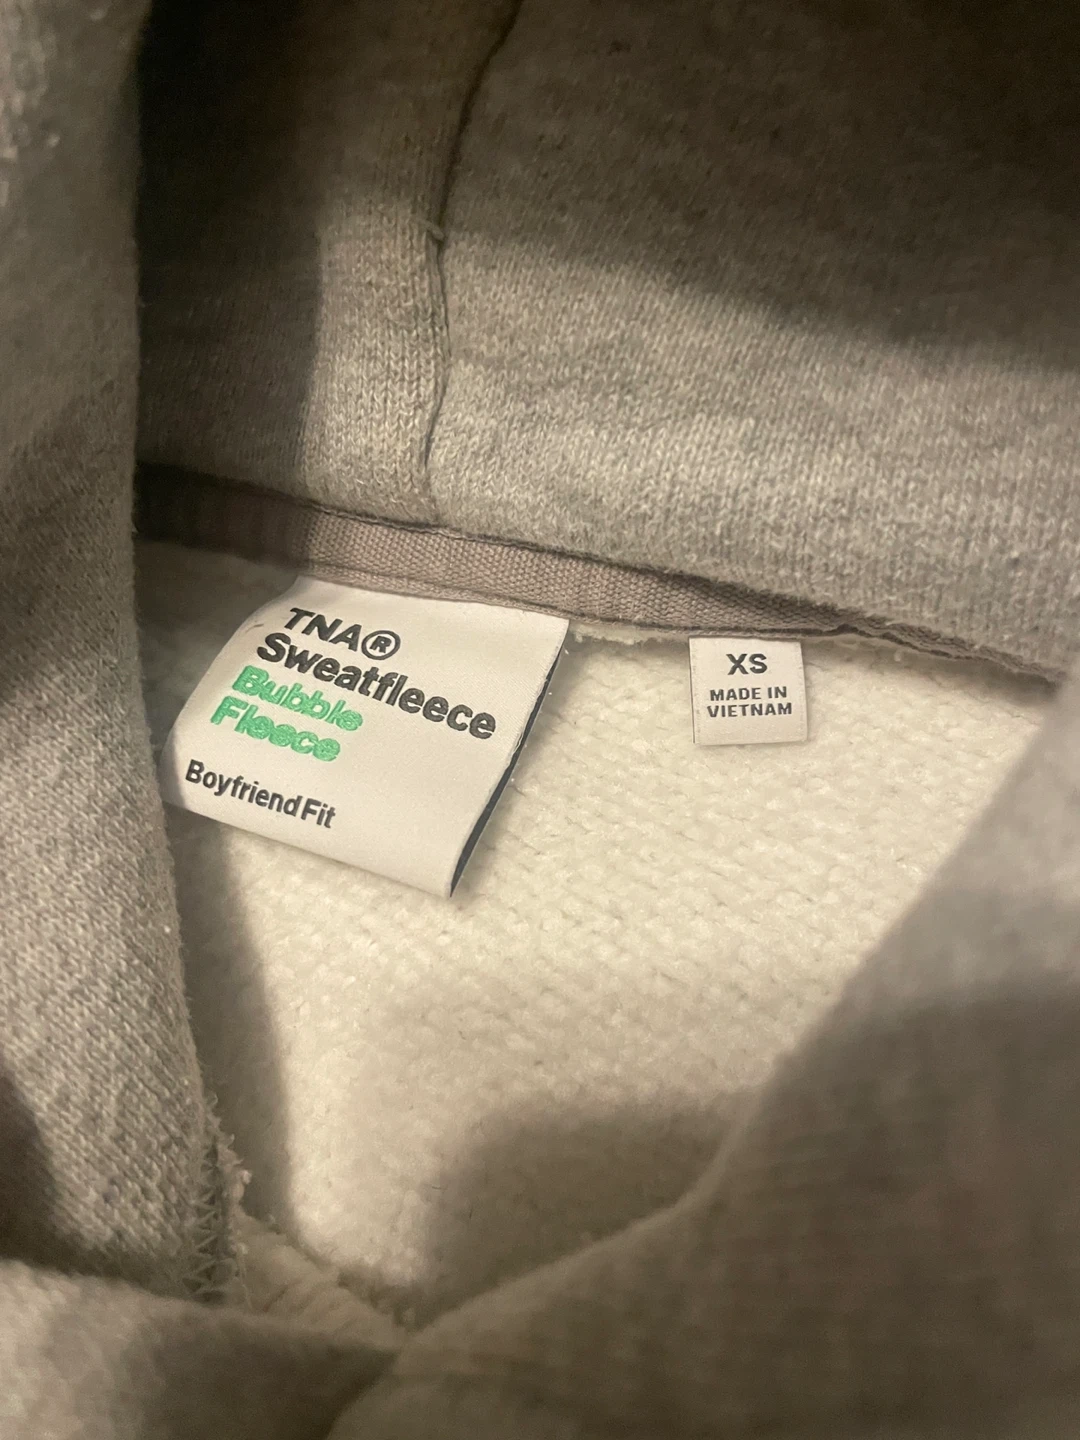 TNA®
Sweatfleece
Bubble
Fleece
Boyfriend Fit
XS
MADE IN
VIETNAM